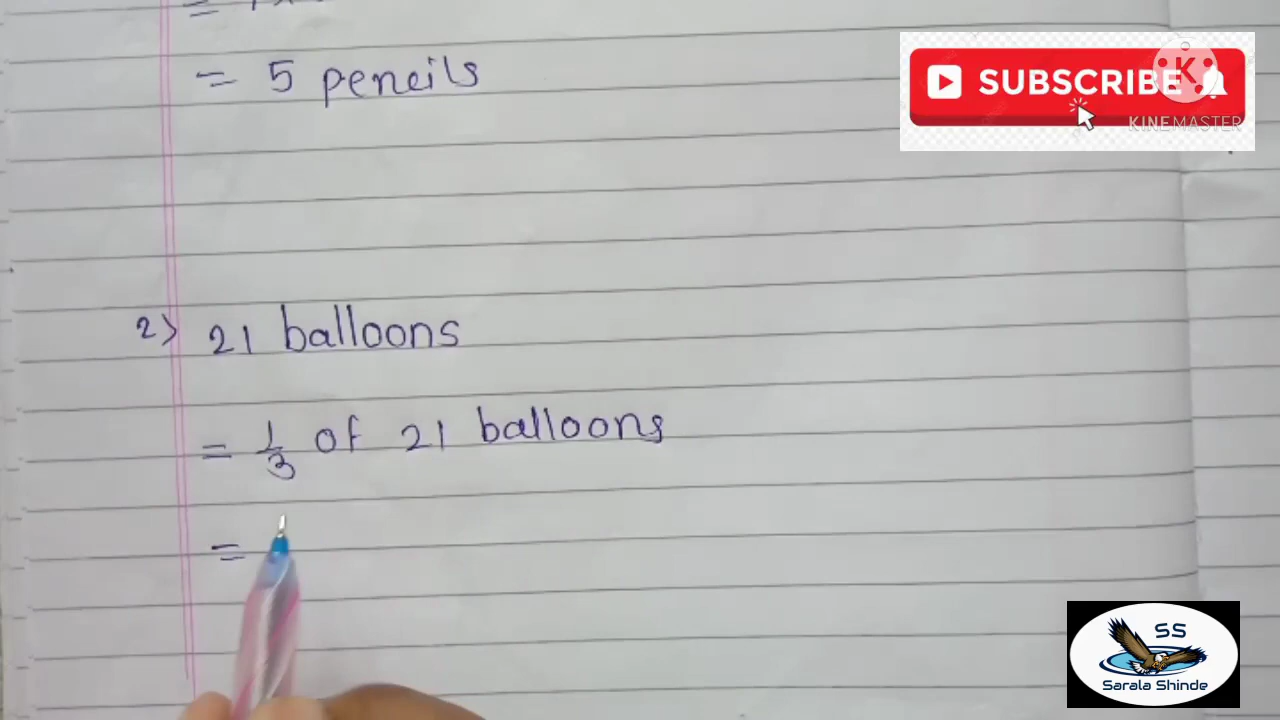 = 5 pencils
SUBSCRIBE
KINEMASTER
2) 21 balloons
= 1/3 of 21 balloons
=
SS
Sarala Shinde